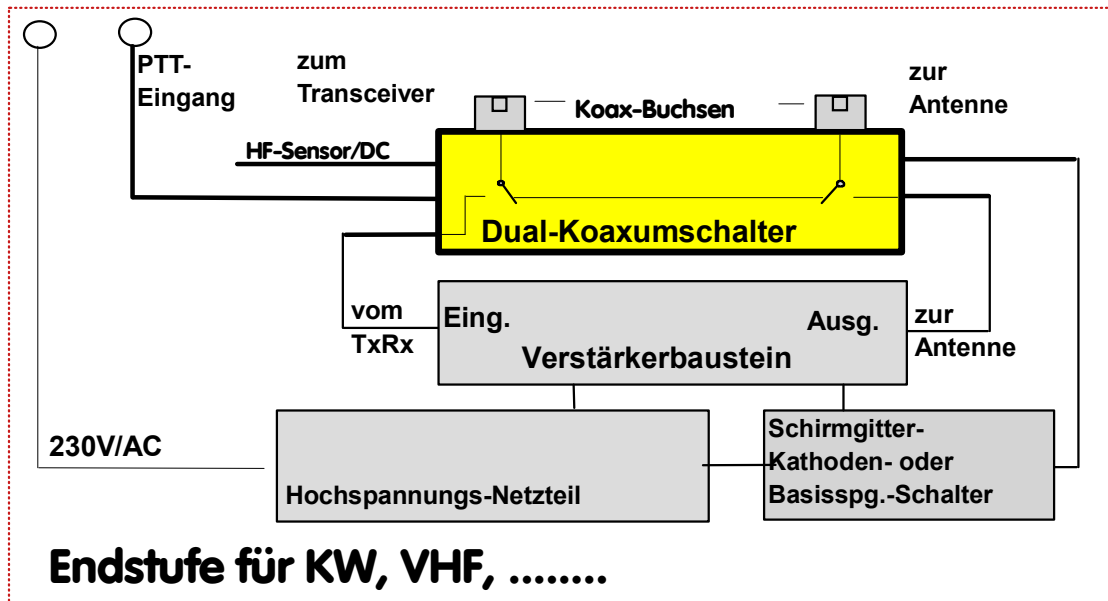 PTT-
Eingang
zum
Transceiver
Koax-Buchsen
zur
Antenne
HF-Sensor/DC
Dual-Koaxumschalter
vom
TxRx
Eing.
Ausg.
Verstärkerbaustein
zur
Antenne
230V/AC
Hochspannungs-Netzteil
Schirmgitter-
Kathoden- oder
Basisspg.-Schalter
Endstufe für KW, VHF, ........